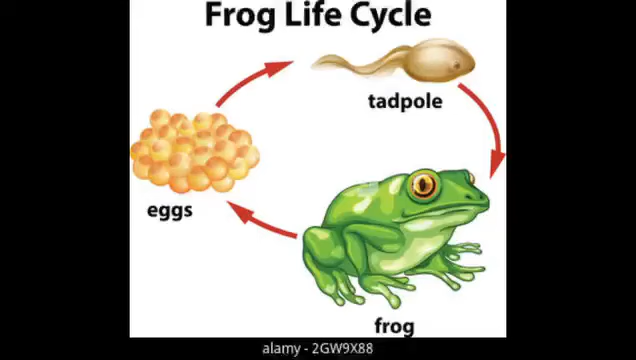 Frog Life Cycle
tadpole
eggs
frog
alamy - 2GW9X88